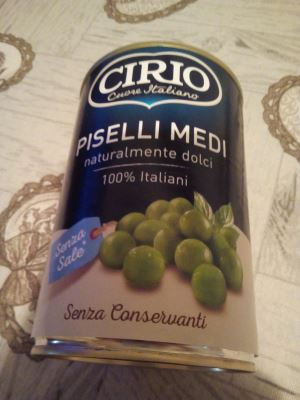 CIRIO
Cuore Italiano
PISELLI MEDI
naturalmente dolci
100% Italiani
Senza
Sale*
Senza Conservanti